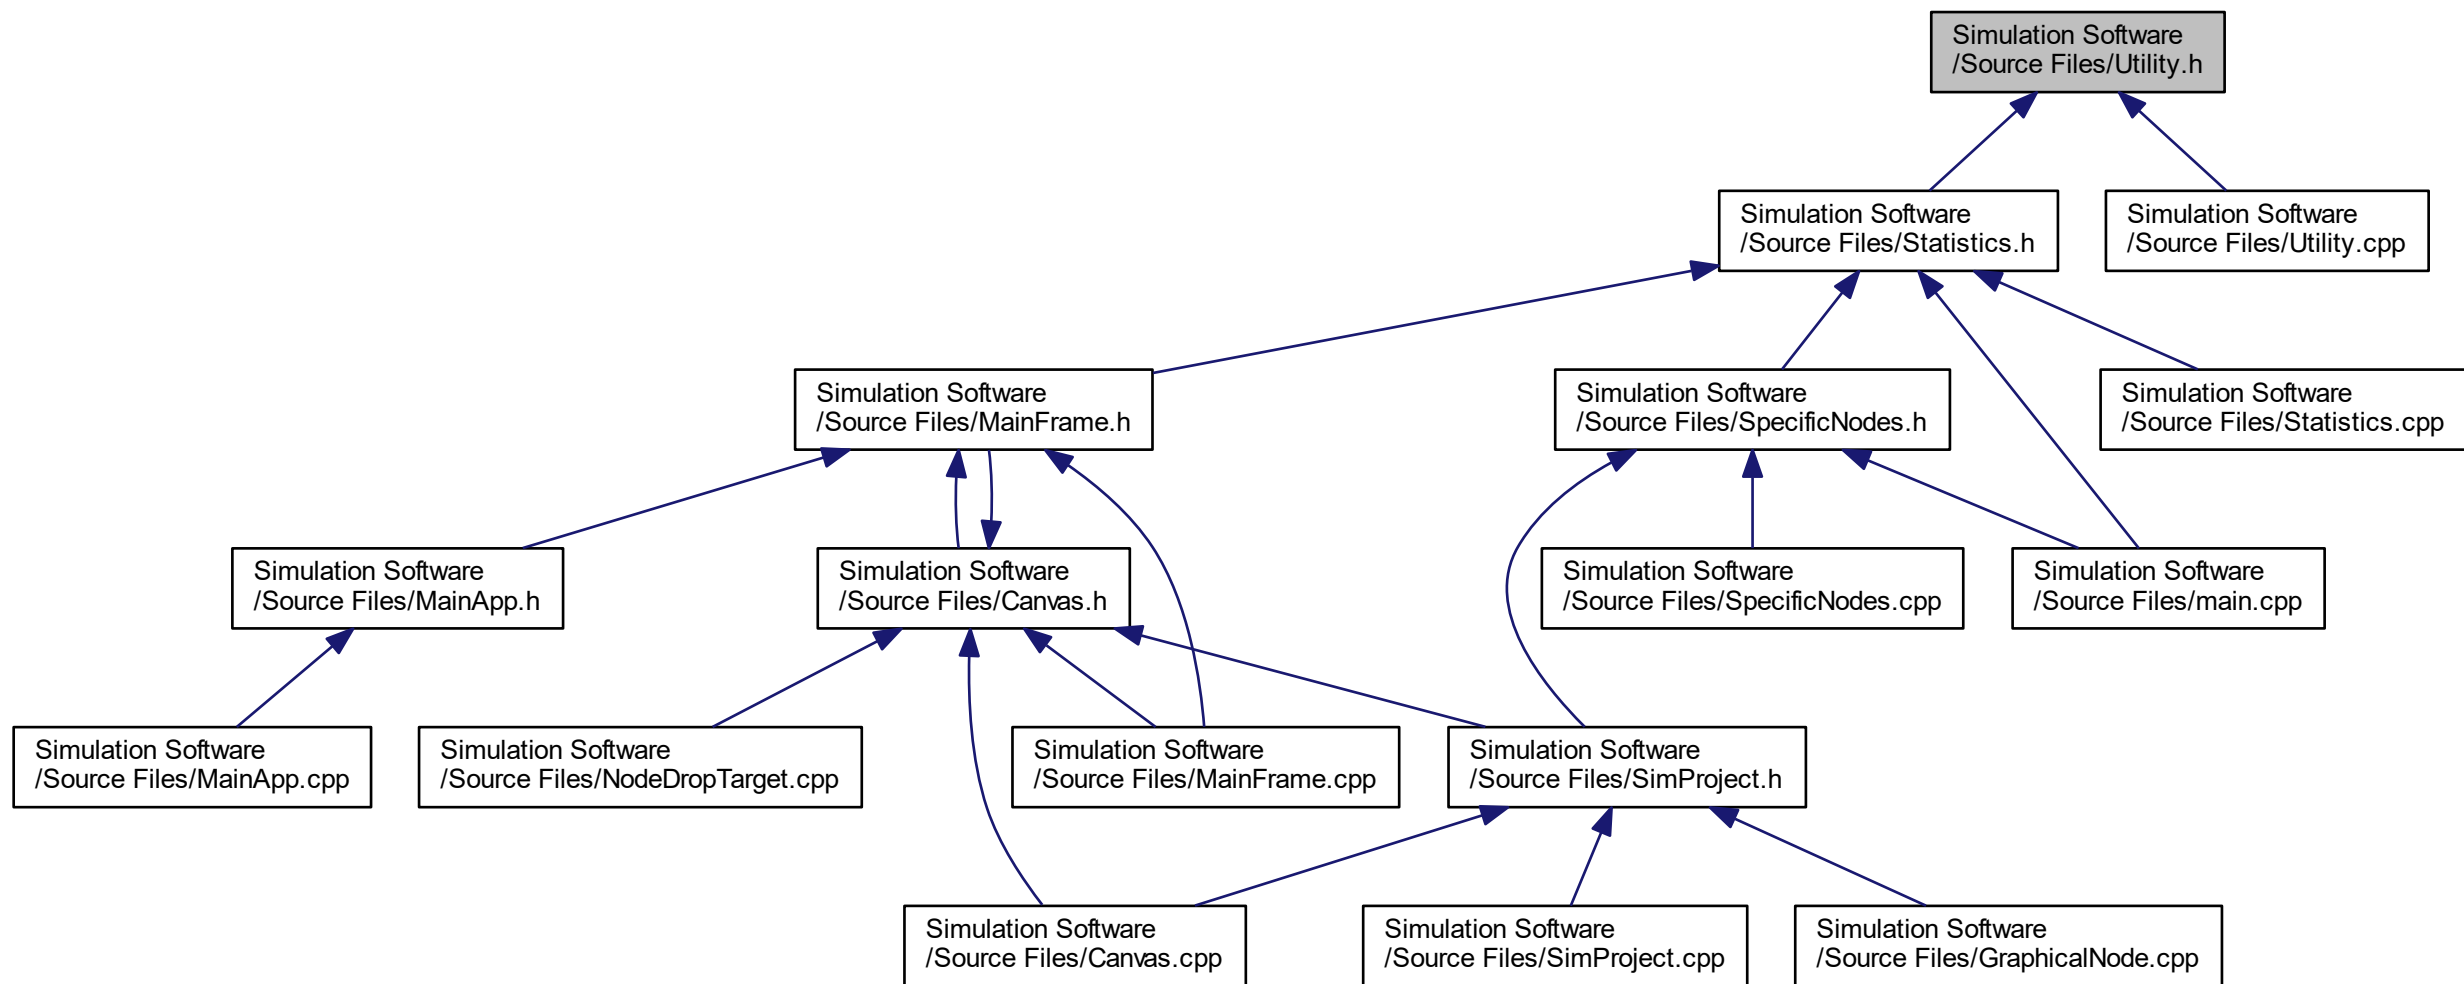 Simulation Software
/Source Files/Utility.h
Simulation Software
/Source Files/Statistics.h
Simulation Software
/Source Files/Utility.cpp
Simulation Software
/Source Files/MainFrame.h
Simulation Software
/Source Files/SpecificNodes.h
Simulation Software
/Source Files/Statistics.cpp
Simulation Software
/Source Files/MainApp.h
Simulation Software
/Source Files/Canvas.h
Simulation Software
/Source Files/SpecificNodes.cpp
Simulation Software
/Source Files/main.cpp
Simulation Software
/Source Files/MainApp.cpp
Simulation Software
/Source Files/NodeDropTarget.cpp
Simulation Software
/Source Files/MainFrame.cpp
Simulation Software
/Source Files/SimProject.h
Simulation Software
/Source Files/Canvas.cpp
Simulation Software
/Source Files/SimProject.cpp
Simulation Software
/Source Files/GraphicalNode.cpp